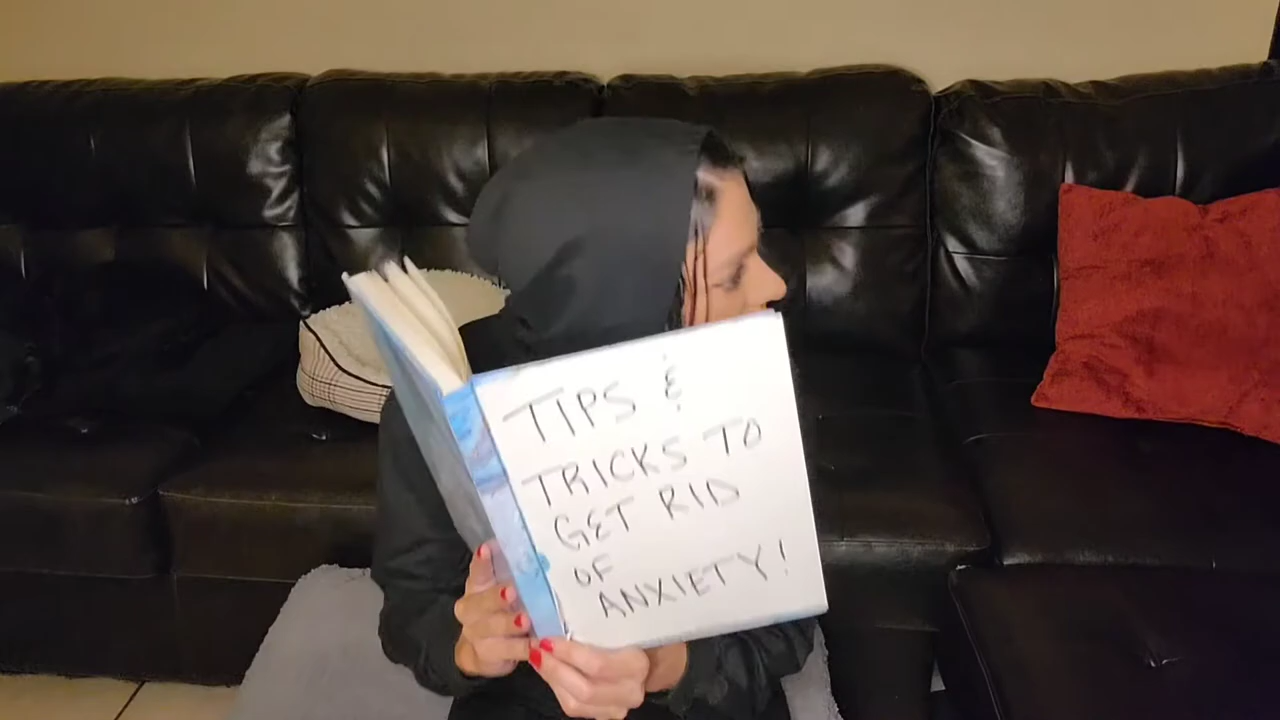 TIPS &
TRICKS TO
GET RID
OF
ANXIETY!